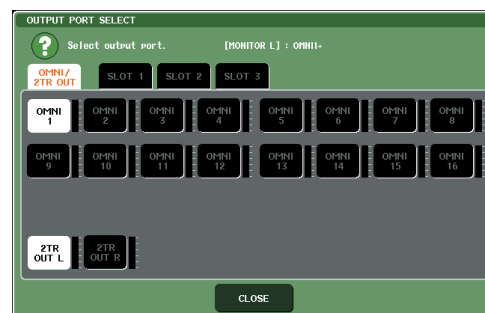 OUTPUT PORT SELECT
Select output port. [MONITOR L] : OMNI1+
OMNI/ 2TR OUT SLOT 1 SLOT 2 SLOT 3
OMNI 1 OMNI 2 OMNI 3 OMNI 4 OMNI 5 OMNI 6 OMNI 7 OMNI 8
OMNI 9 OMNI 10 OMNI 11 OMNI 12 OMNI 13 OMNI 14 OMNI 15 OMNI 16
2TR OUT L 2TR OUT R
CLOSE